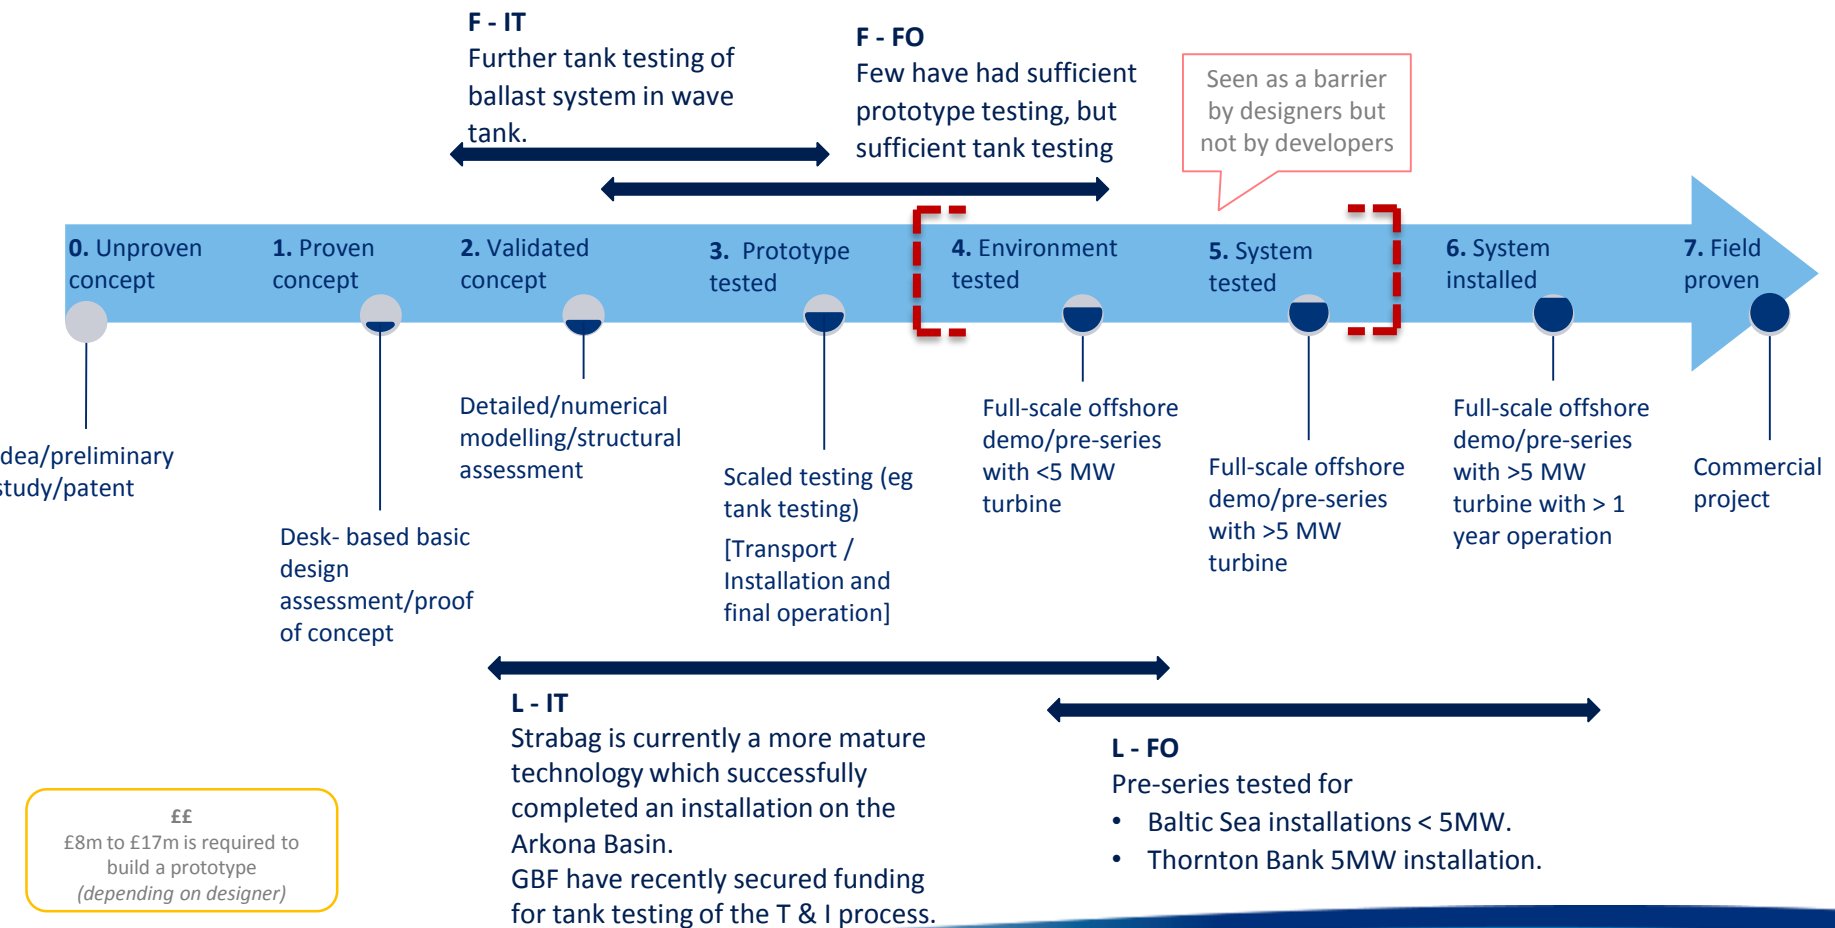 F - IT
Further tank testing of
ballast system in wave
tank.
F - FO
Few have had sufficient
prototype testing, but
sufficient tank testing
Seen as a barrier
by designers but
not by developers
0. Unproven
concept
1. Proven
concept
2. Validated
concept
3. Prototype
tested
4. Environment
tested
5. System
tested
6. System
installed
7. Field
proven
dea/preliminary
study/patent
Desk- based basic
design
assessment/proof
of concept
Detailed/numerical
modelling/structural
assessment
Scaled testing (eg
tank testing)
[Transport /
Installation and
final operation]
Full-scale offshore
demo/pre-series
with <5 MW
turbine
Full-scale offshore
demo/pre-series
with >5 MW
turbine
Full-scale offshore
demo/pre-series
with >5 MW
turbine with > 1
year operation
Commercial
project
L - IT
Strabag is currently a more mature
technology which successfully
completed an installation on the
Arkona Basin.
GBF have recently secured funding
for tank testing of the T & I process.
L - FO
Pre-series tested for
• Baltic Sea installations < 5MW.
• Thornton Bank 5MW installation.
££
£8m to £17m is required to
build a prototype
(depending on designer)